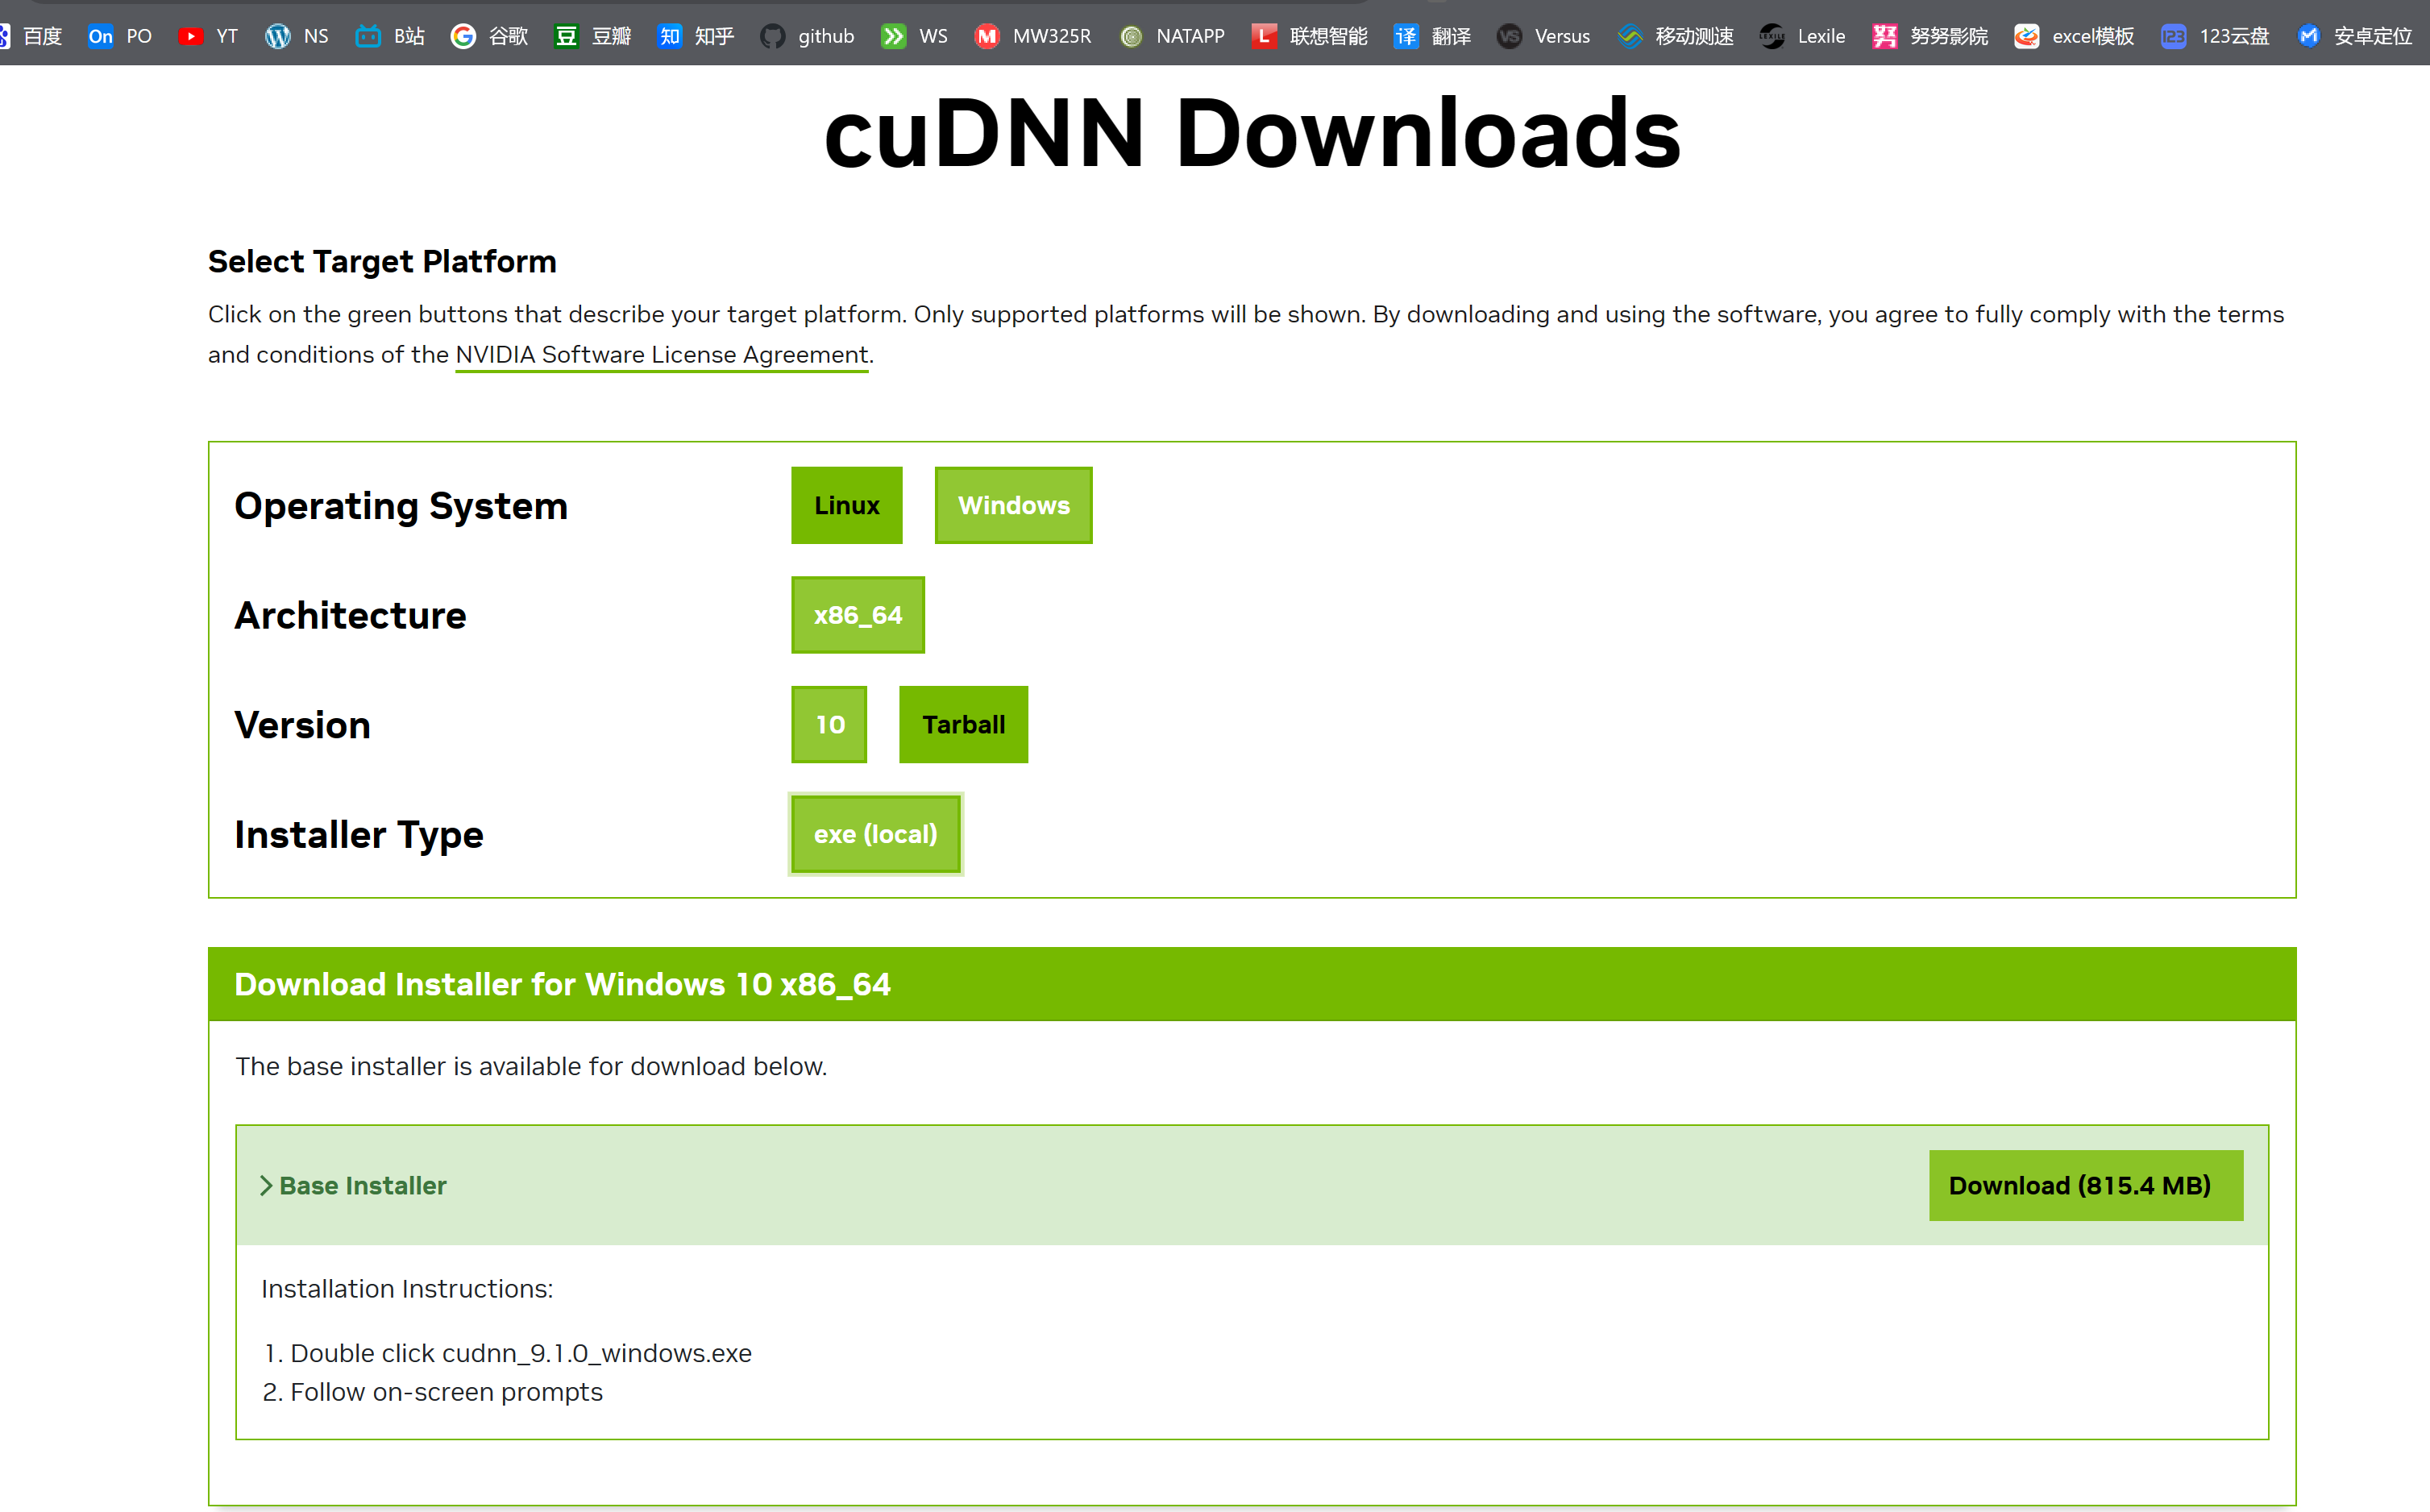 百度 On PO YT NS B站 谷歌 豆 豆瓣 知 知乎 github WS M MW325R NATAPP L 联想智能 译 翻译 VS Versus 移动测速 LEXILE Lexile 努 努努影院 excel模板 123 123云盘 M 安卓定位
cuDNN Downloads
Select Target Platform
Click on the green buttons that describe your target platform. Only supported platforms will be shown. By downloading and using the software, you agree to fully comply with the terms
and conditions of the NVIDIA Software License Agreement.
Operating System Linux Windows
Architecture x86_64
Version 10 Tarball
Installer Type exe (local)
Download Installer for Windows 10 x86_64
The base installer is available for download below.
Base Installer Download (815.4 MB)
Installation Instructions:
1. Double click cudnn_9.1.0_windows.exe
2. Follow on-screen prompts